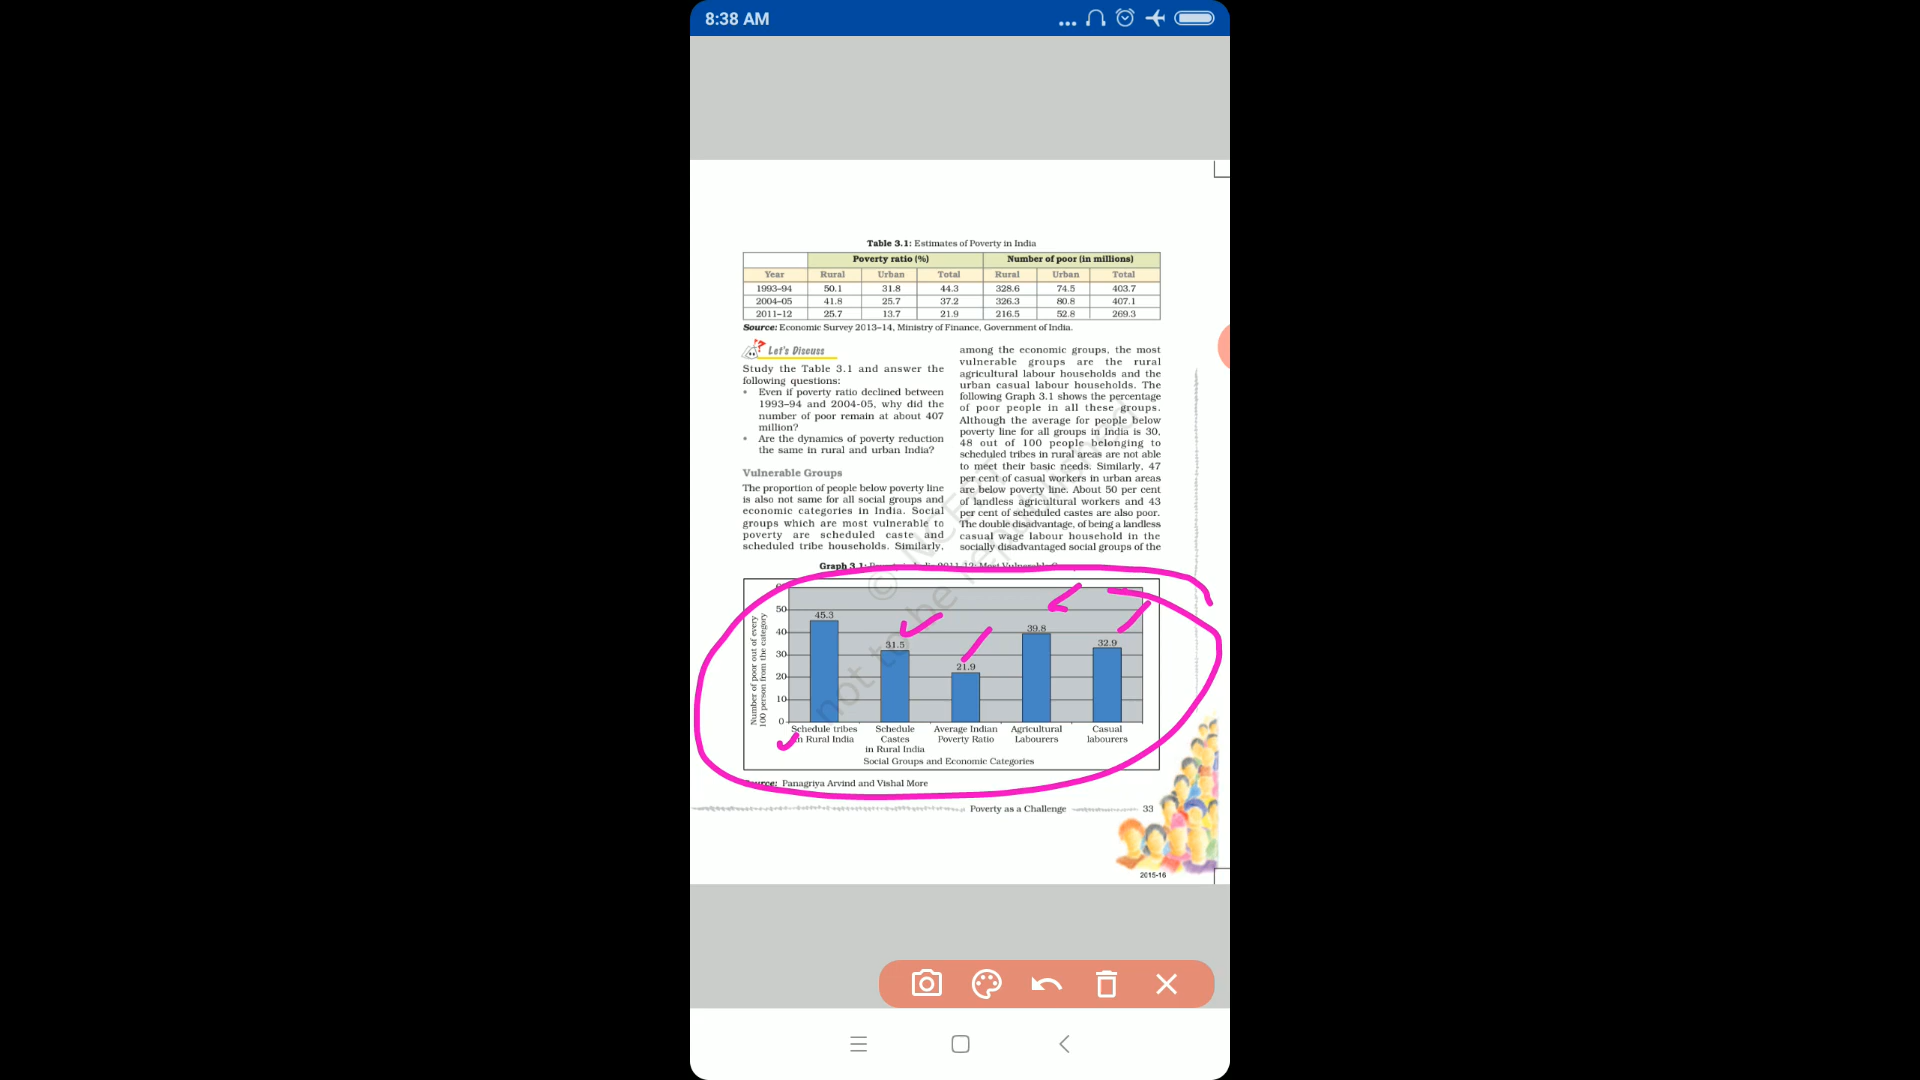 8:38 AM
Table 3.1: Estimates of Poverty in India
Poverty ratio (%) Number of poor (in millions)
Year Rural Urban Total Rural Urban Total
1993–94 50.1 31.8 44.3 328.6 74.5 403.7
2004–05 41.8 25.7 37.2 326.3 80.8 407.1
2011–12 25.7 13.7 21.9 216.5 52.8 269.3
Source: Economic Survey 2013–14, Ministry of Finance, Government of India.
Let's Discuss
Study the Table 3.1 and answer the
following questions:
• Even if poverty ratio declined between
1993–94 and 2004-05, why did the
number of poor remain at about 407
million?
• Are the dynamics of poverty reduction
the same in rural and urban India?
Vulnerable Groups
The proportion of people below poverty line
is also not same for all social groups and
economic categories in India. Social
groups which are most vulnerable to
poverty are scheduled caste and
scheduled tribe households. Similarly,
among the economic groups, the most
vulnerable groups are the rural
agricultural labour households and the
urban casual labour households. The
following Graph 3.1 shows the percentage
of poor people in all these groups.
Although the average for people below
poverty line for all groups in India is 30,
48 out of 100 people belonging to
scheduled tribes in rural areas are not able
to meet their basic needs. Similarly, 47
per cent of casual workers in urban areas
are below poverty line. About 50 per cent
of landless agricultural workers and 43
per cent of scheduled castes are also poor.
The double disadvantage, of being a landless
casual wage labour household in the
socially disadvantaged social groups of the
© NCERT
not to be republished
Graph 3.1: Poverty in India 2011-12: Most Vulnerable
Number of poor out of every
100 person from the category
50
40
30
20
10
0
45.3
31.5
21.9
39.8
32.9
Schedule tribes
in Rural India
Schedule
Castes
in Rural India
Average Indian
Poverty Ratio
Agricultural
Labourers
Casual
labourers
Social Groups and Economic Categories
Source: Panagriya Arvind and Vishal More
Poverty as a Challenge 33
2015-16